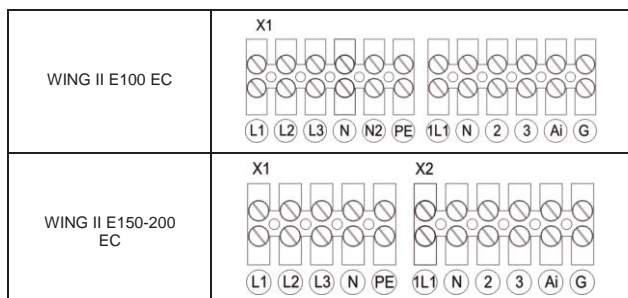 X1
WING II E100 EC
L1 L2 L3 N N2 PE 1L1 N 2 3 Ai G
X1 X2
WING II E150-200
EC
L1 L2 L3 N PE 1L1 N 2 3 Ai G